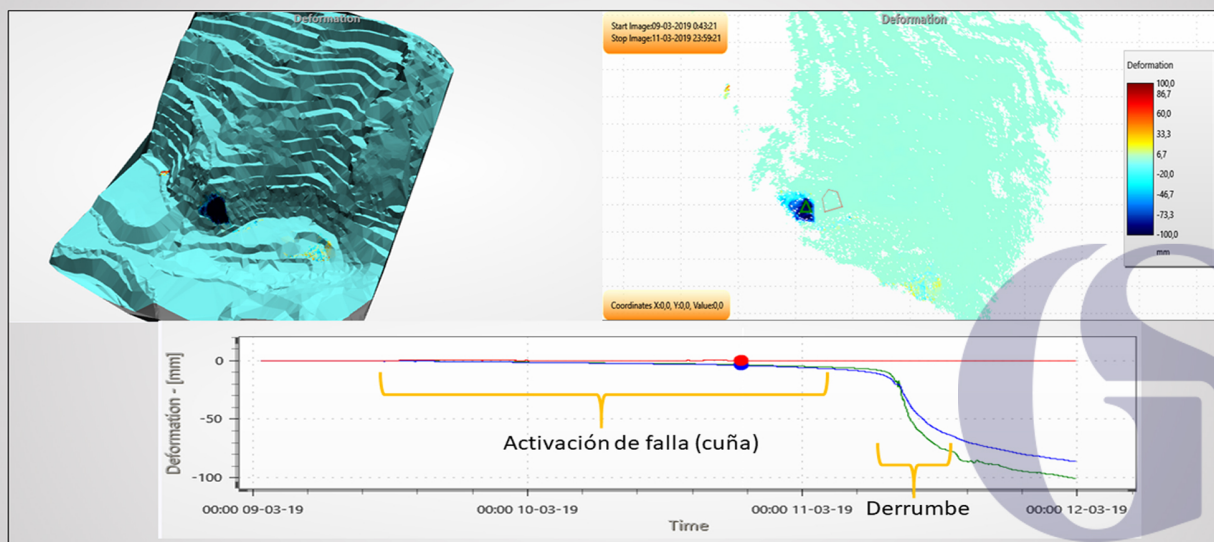 Deformation
Start Image:09-03-2019 0:43:21
Stop Image:11-03-2019 23:59:21
Deformation
Deformation
100,0
86,7
60,0
33,3
6,7
-20,0
-46,7
-73,3
-100,0
mm
Coordinates X:0,0, Y:0,0, Value:0,0
Deformation - [mm]
0
-50
-100
Activación de falla (cuña)
Derrumbe
00:00 09-03-19
00:00 10-03-19
00:00 11-03-19
00:00 12-03-19
Time
GS